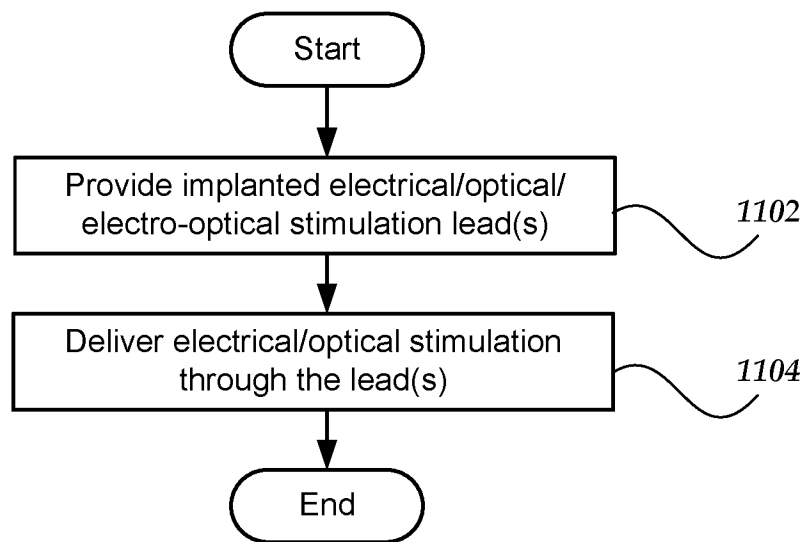 Start
Provide implanted electrical/optical/
electro-optical stimulation lead(s)
1102
Deliver electrical/optical stimulation
through the lead(s)
1104
End